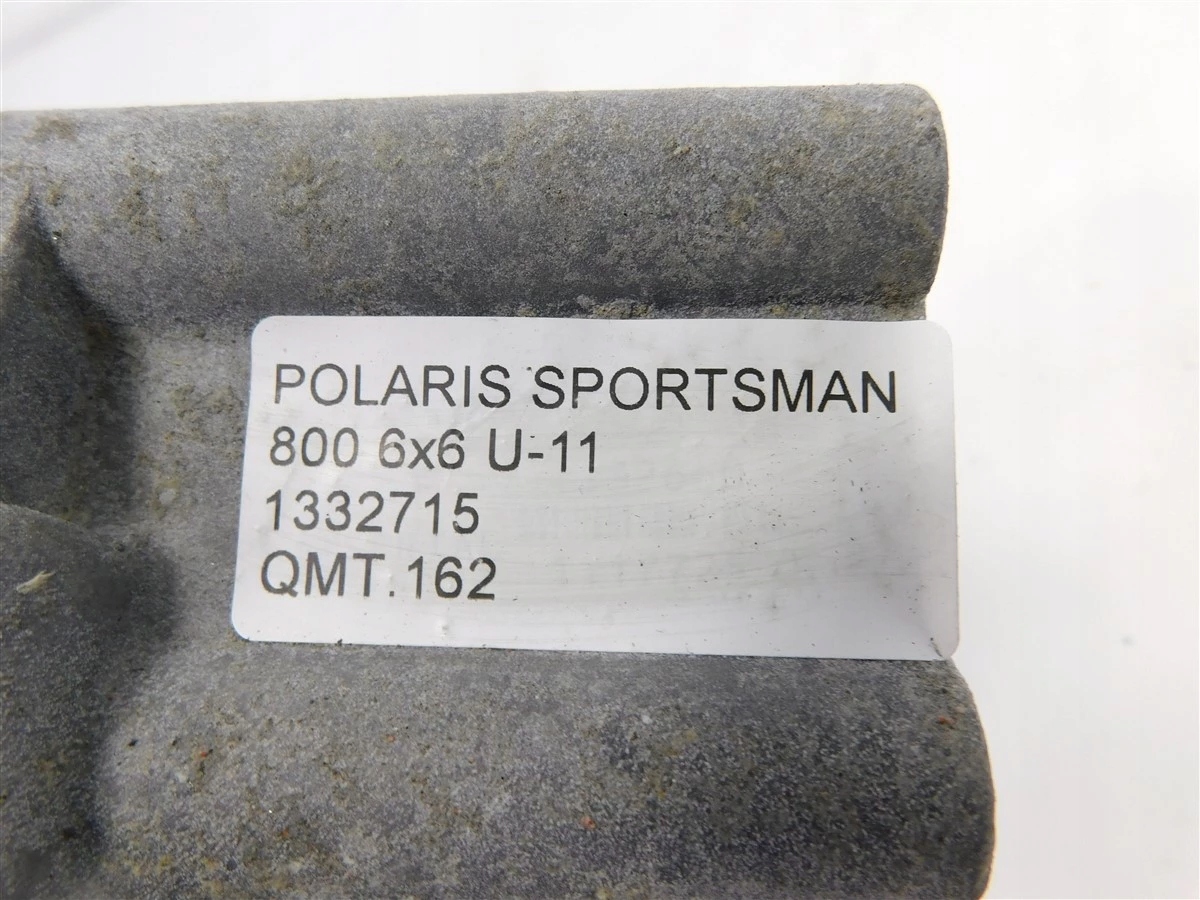 POLARIS SPORTSMAN
800 6x6 U-11
1332715
QMT.162